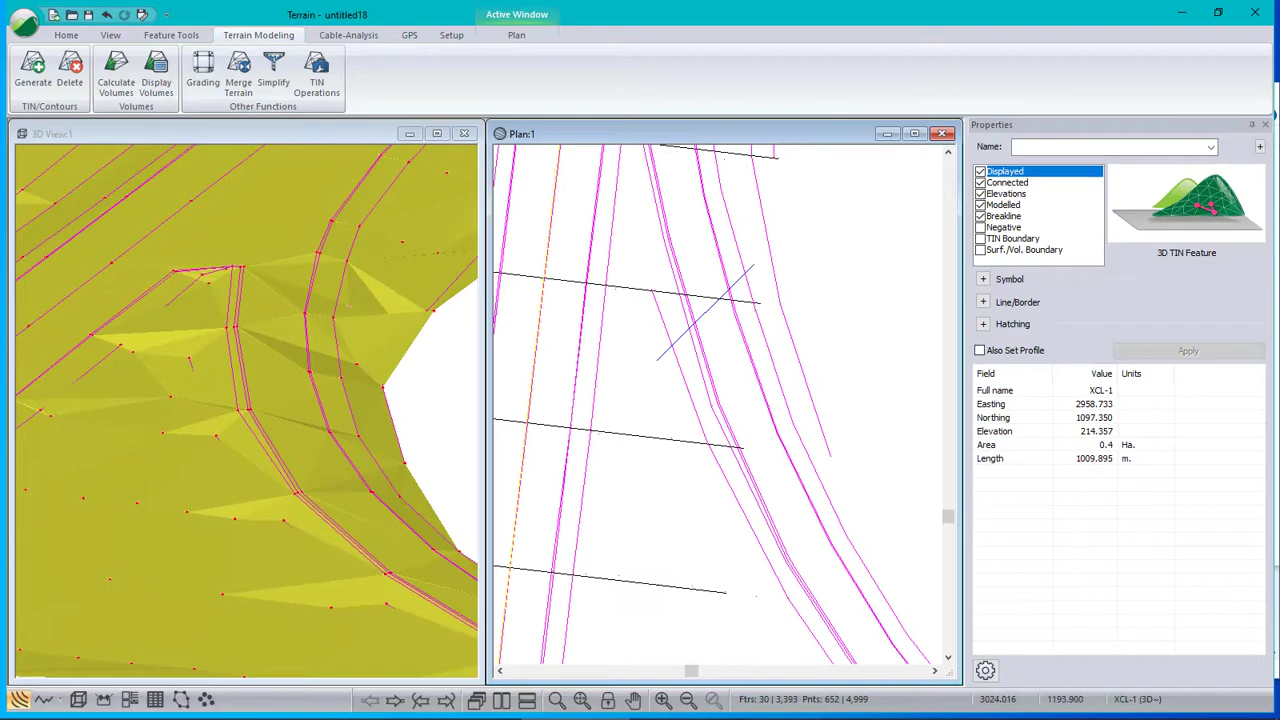 Terrain - untitled18
Active Window
Home View Feature Tools Terrain Modeling Cable-Analysis GPS Setup Plan
Generate Delete Calculate Volumes Display Volumes Grading Merge Terrain Simplify TIN Operations
TIN/Contours Volumes Other Functions
3D View:1
Plan:1
Properties
Name:
Displayed
Connected
Elevations
Modelled
Breakline
Negative
TIN Boundary
Surf./Vol. Boundary
3D TIN Feature
Symbol
Line/Border
Hatching
Also Set Profile Apply
Field Value Units
Full name XCL-1
Easting 2958.733
Northing 1097.350
Elevation 214.357
Area 0.4 Ha.
Length 1009.895 m.
Ftrs: 30 | 3,393 Pnts: 652 | 4,999 3024.016 1193.900 XCL-1 (3D~)